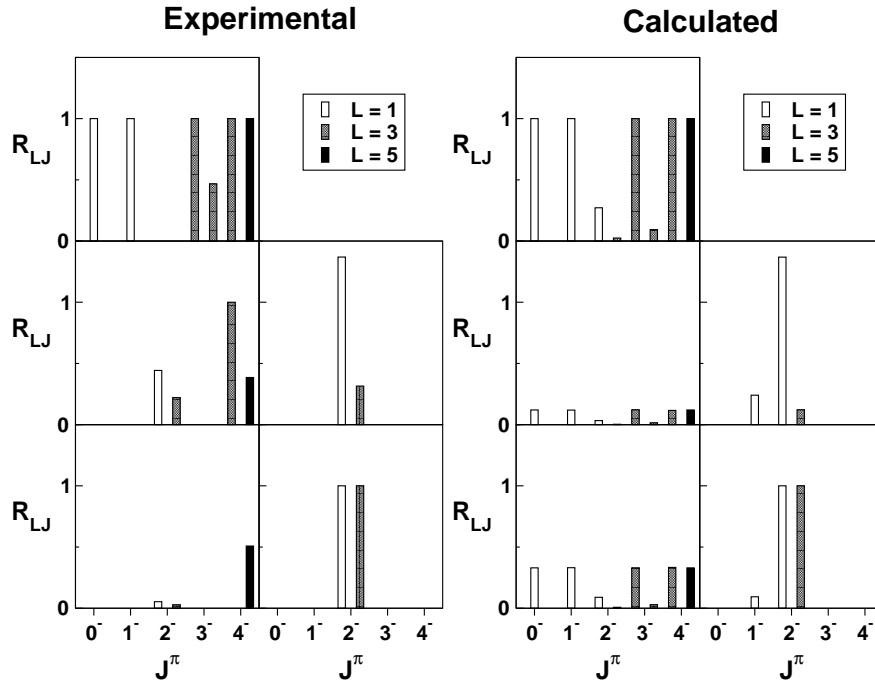 Experimental
Calculated
L = 1
L = 3
L = 5
L = 1
L = 3
L = 5
1
R_LJ
0
1
R_LJ
0
1
R_LJ
0
1
R_LJ
0
1
R_LJ
0
1
R_LJ
0
0⁻ 1⁻ 2⁻ 3⁻ 4⁻
0⁻ 1⁻ 2⁻ 3⁻ 4⁻
0⁻ 1⁻ 2⁻ 3⁻ 4⁻
0⁻ 1⁻ 2⁻ 3⁻ 4⁻
J^π
J^π
J^π
J^π